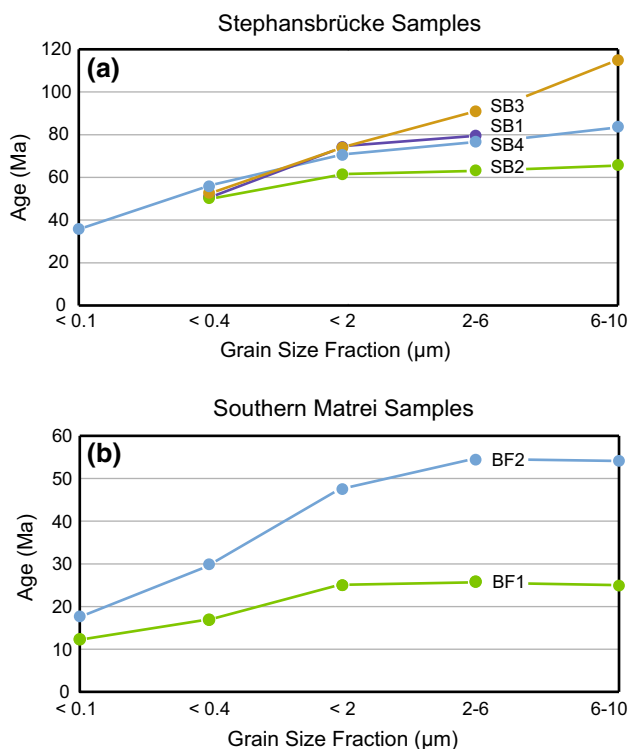 Stephansbrücke Samples
(a)
120
100
80
60
40
20
0
Age (Ma)
SB3
SB1
SB4
SB2
< 0.1
< 0.4
< 2
2-6
6-10
Grain Size Fraction (µm)
Southern Matrei Samples
(b)
60
50
40
30
20
10
0
Age (Ma)
BF2
BF1
< 0.1
< 0.4
< 2
2-6
6-10
Grain Size Fraction (µm)